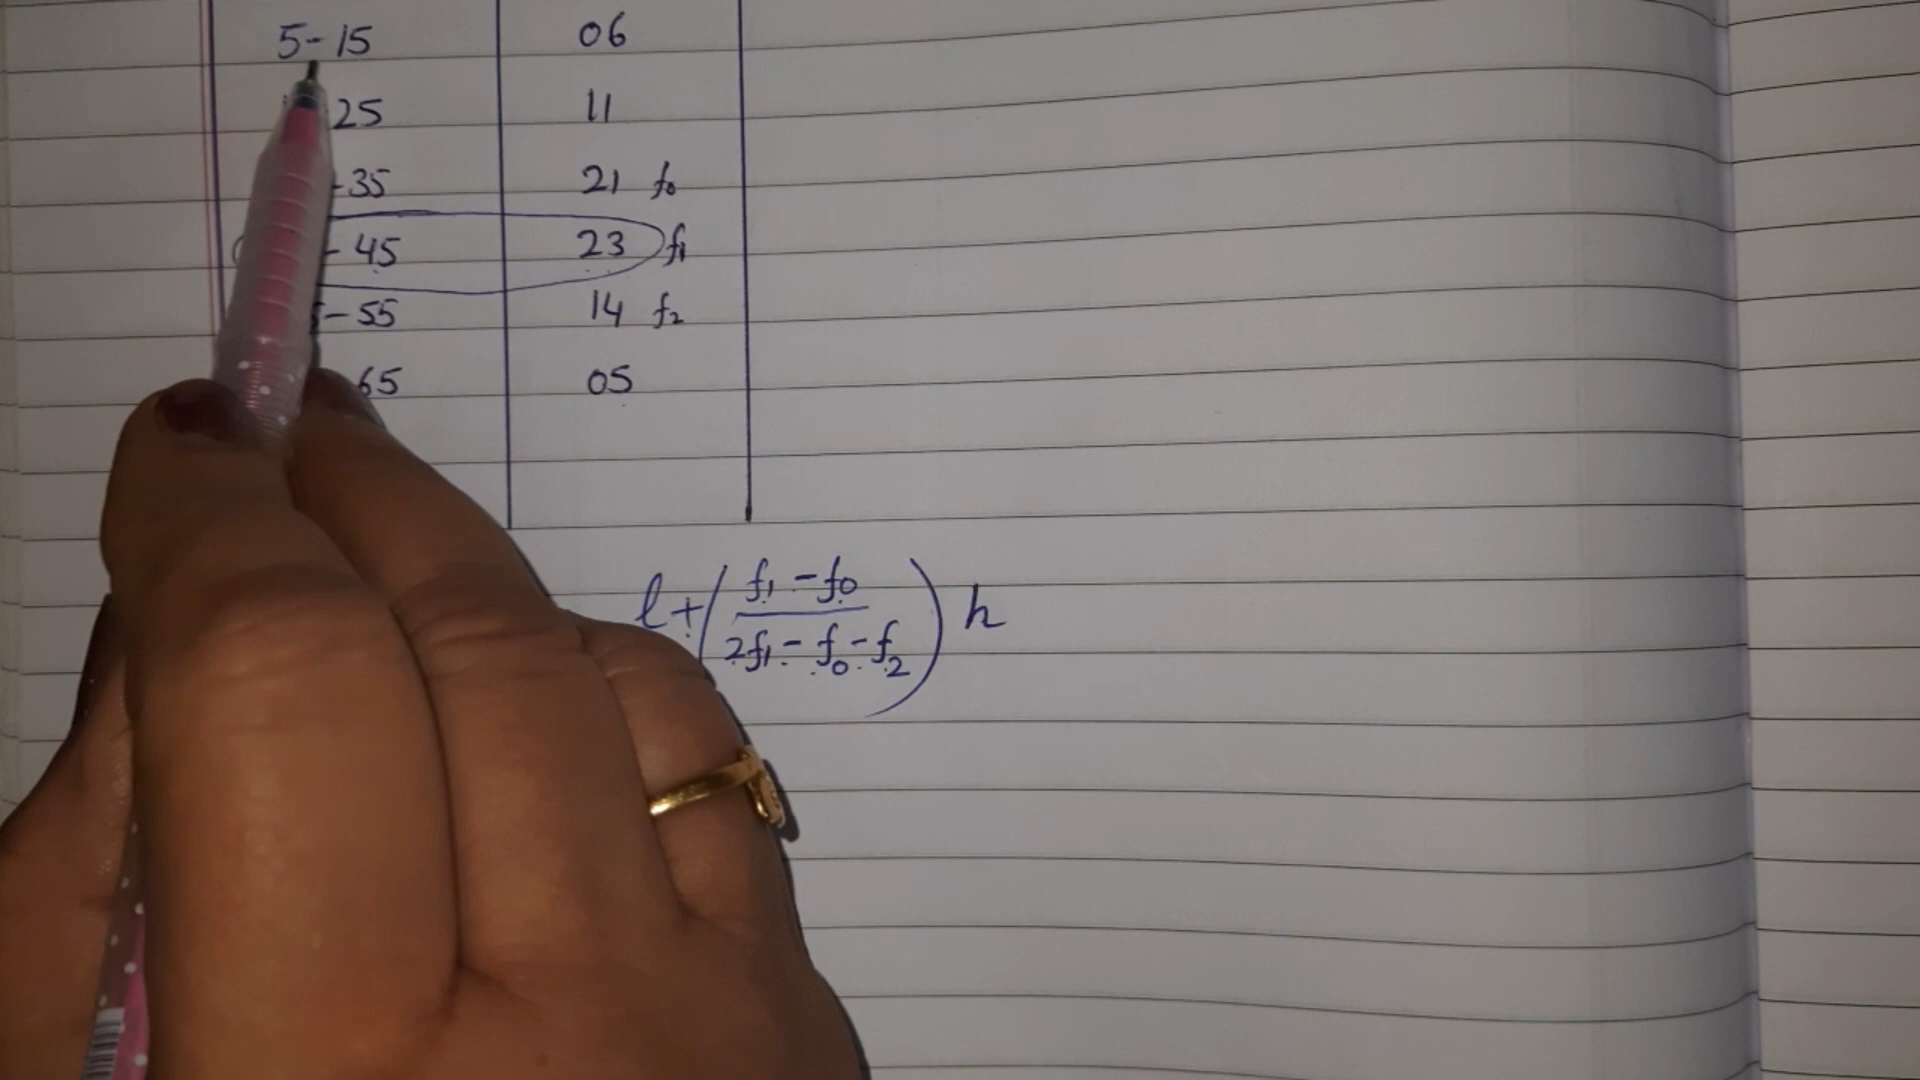 5-15 06
25 11
-35 21 f₀
- 45 23 f₁
5-55 14 f₂
65 05
l+(f₁ - f₀ / 2f₁ - f₀ - f₂) h